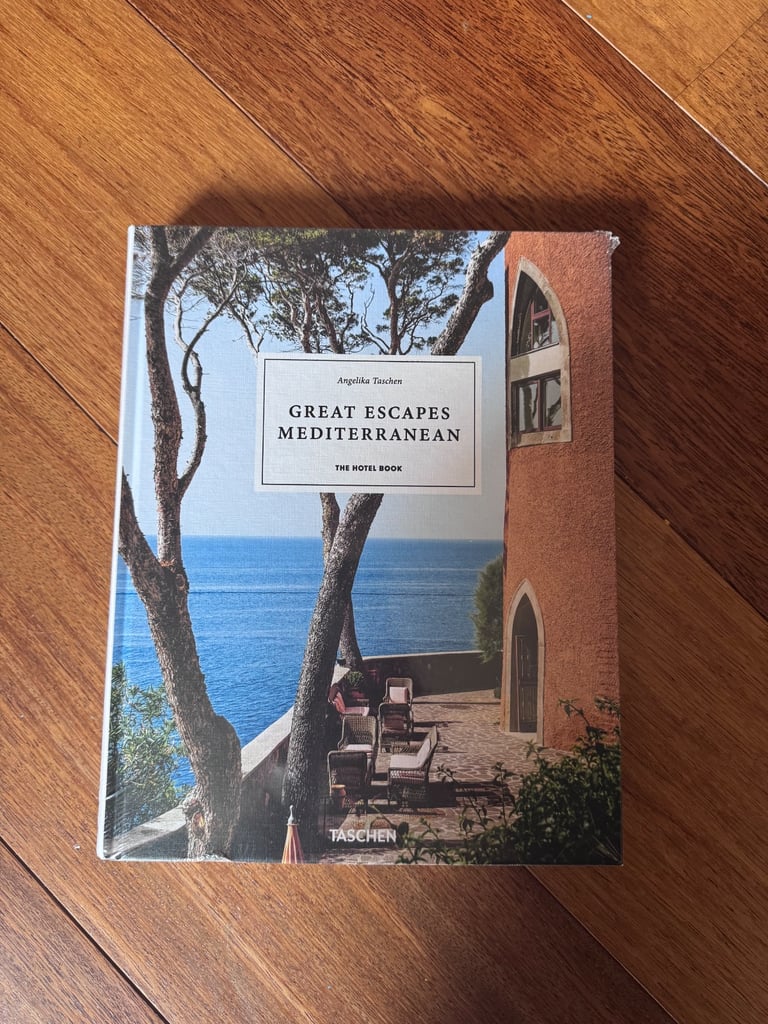 Angelika Taschen
GREAT ESCAPES
MEDITERRANEAN
THE HOTEL BOOK
TASCHEN